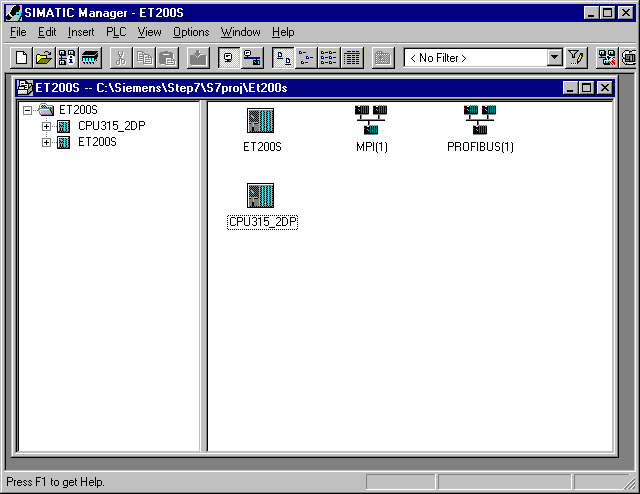 SIMATIC Manager - ET200S
File Edit Insert PLC View Options Window Help
< No Filter >
ET200S -- C:\Siemens\Step7\S7proj\Et200s
ET200S
CPU315_2DP
ET200S
ET200S MPI(1) PROFIBUS(1)
CPU315_2DP
Press F1 to get Help.